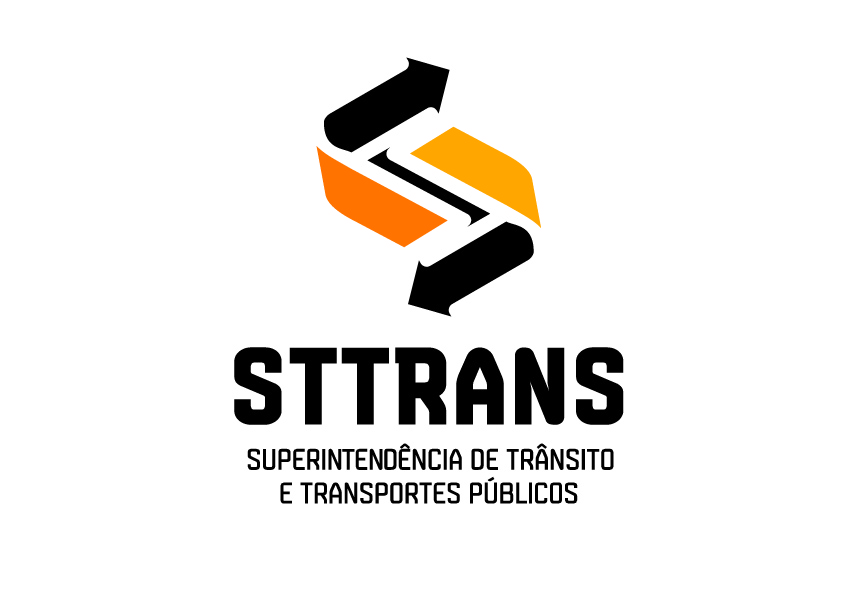 STTRANS
SUPERINTENDÊNCIA DE TRÂNSITO
E TRANSPORTES PÚBLICOS